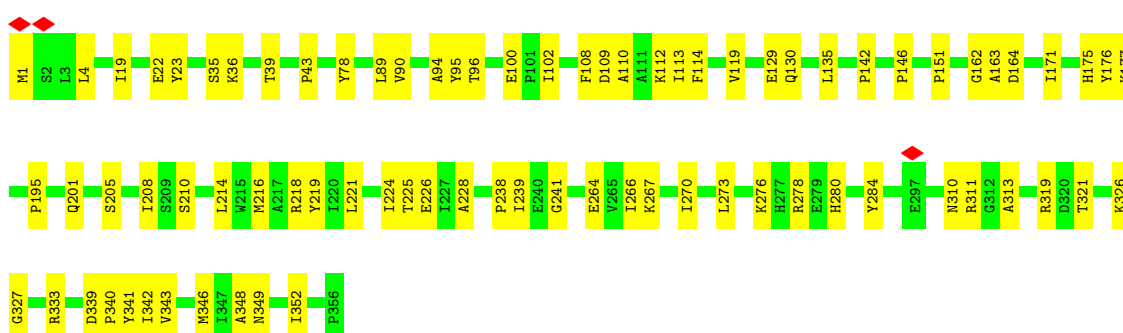 M1 S2 L3 L4 I19 E22 Y23 S35 K36 T39 P43 Y78 L89 V90 A94 Y95 T96 E100 P101 I102 F108 D109 A110 A111 K112 I113 F114 V119 E129 Q130 L135 P142 P146 P151 G162 A163 D164 I171 H175 Y176
P195 Q201 S205 I208 S209 S210 L214 W215 M216 A217 R218 Y219 I220 L221 I224 T225 E226 I227 A228 P238 I239 E240 G241 E264 V265 I266 K267 I270 L273 K276 H277 R278 E279 H280 Y284 E297 N310 R311 G312 A313 R319 D320 T321 K326
G327 R333 D339 P340 Y341 I342 V343 M346 I347 A348 N349 I352 P356